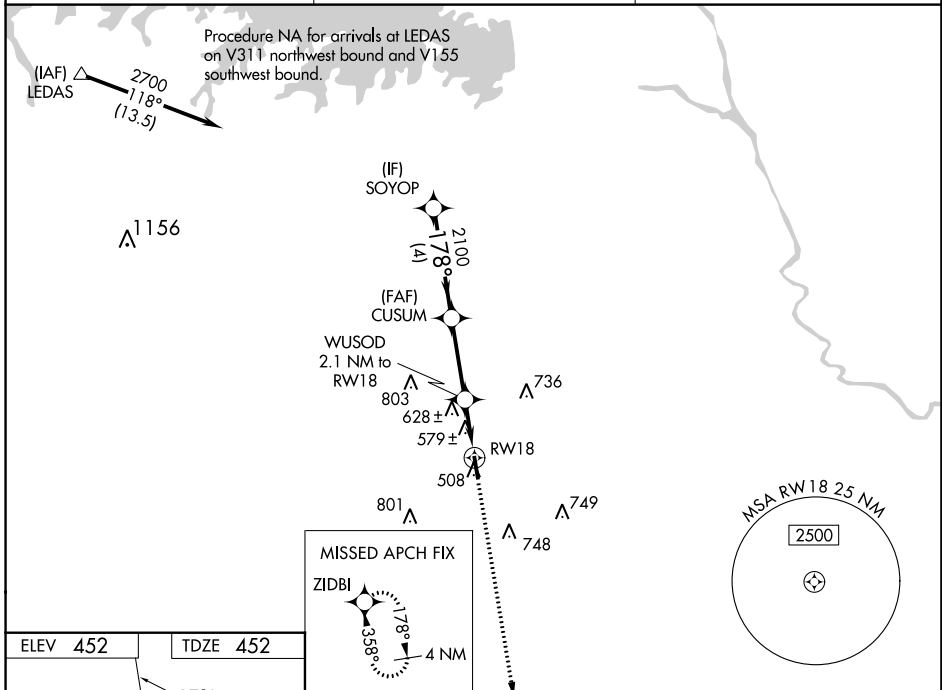 Procedure NA for arrivals at LEDAS
on V311 northwest bound and V155
southwest bound.
(IAF)
LEDAS
2700
118°
(13.5)
(IF)
SOYOP
1156
2100
178°
(4)
(FAF)
CUSUM
WUSOD
2.1 NM to
RW18
803
736
628 ±
579 ±
RW18
508
801
749
748
MSA RW18 25 NM
2500
MISSED APCH FIX
ZIDBI
178°
358°
4 NM
ELEV 452
TDZE 452